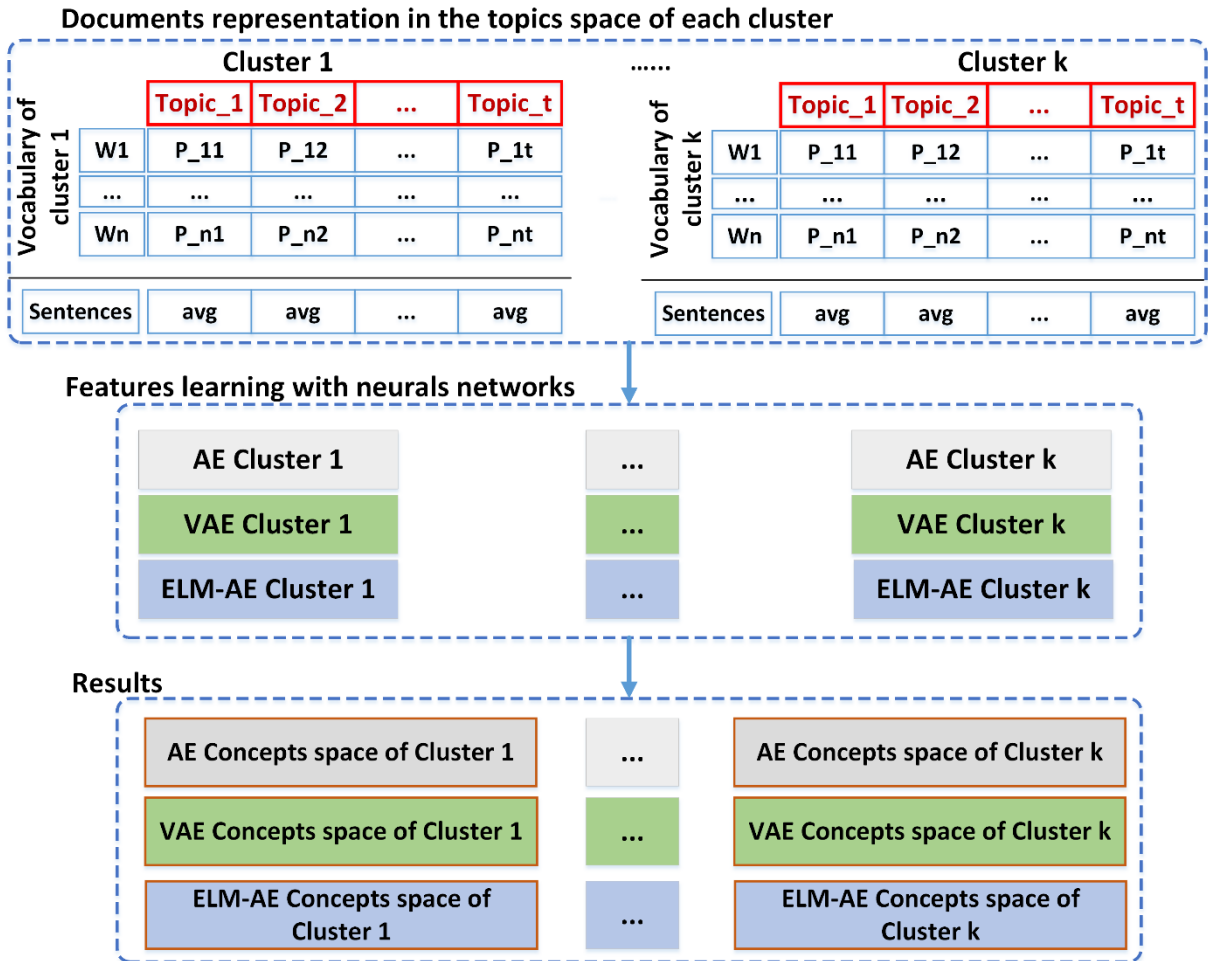 Documents representation in the topics space of each cluster
Cluster 1 ...... Cluster k
Vocabulary of
cluster 1
Topic_1 Topic_2 ... Topic_t
W1 P_11 P_12 ... P_1t
... ... ... ... ...
Wn P_n1 P_n2 ... P_nt
Sentences avg avg ... avg
Vocabulary of
cluster k
Topic_1 Topic_2 ... Topic_t
W1 P_11 P_12 ... P_1t
... ... ... ... ...
Wn P_n1 P_n2 ... P_nt
Sentences avg avg ... avg
Features learning with neurals networks
AE Cluster 1 ... AE Cluster k
VAE Cluster 1 ... VAE Cluster k
ELM-AE Cluster 1 ... ELM-AE Cluster k
Results
AE Concepts space of Cluster 1 ... AE Concepts space of Cluster k
VAE Concepts space of Cluster 1 ... VAE Concepts space of Cluster k
ELM-AE Concepts space of
Cluster 1
...
ELM-AE Concepts space of
Cluster k